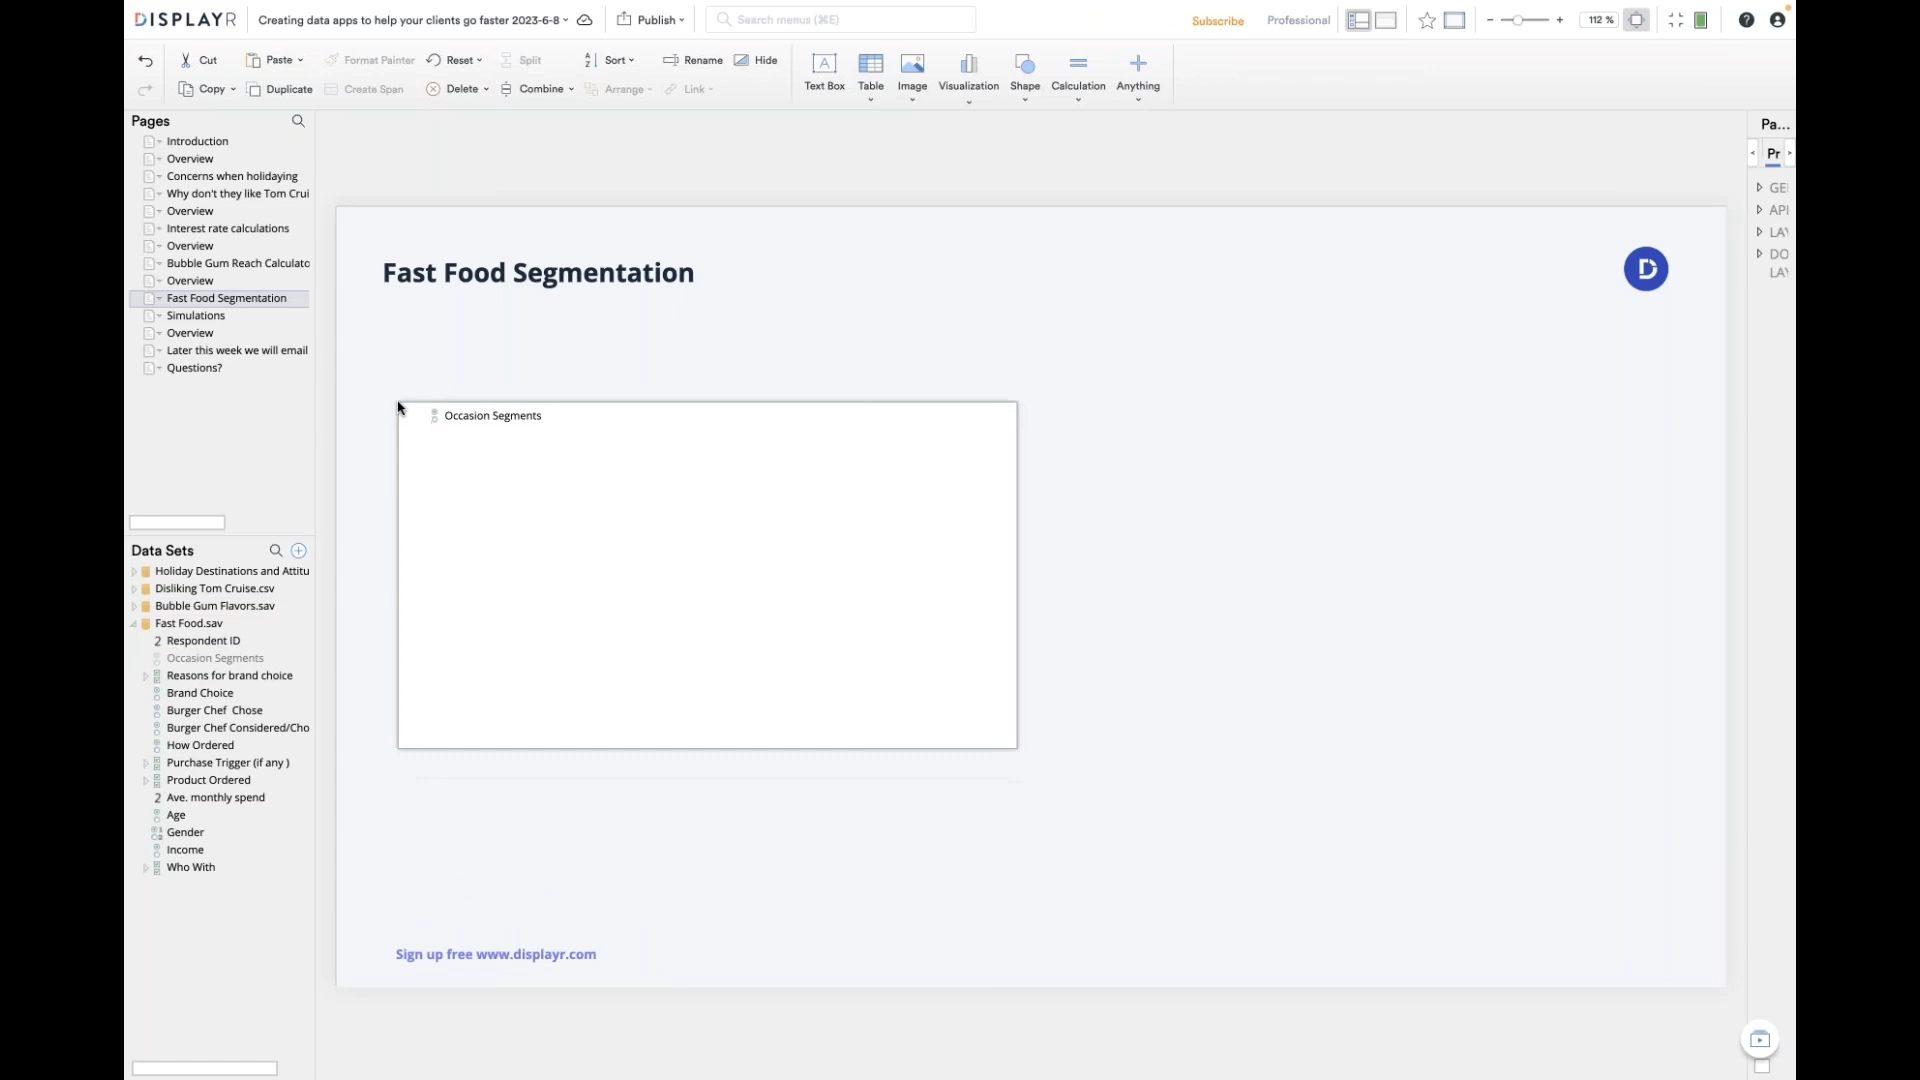 DISPLAYR
Creating data apps to help your clients go faster 2023-6-8
Publish
Search menus (⌘E)
Subscribe
Professional
112 %
Cut
Paste
Format Painter
Reset
Split
Sort
Rename
Hide
Copy
Duplicate
Create Span
Delete
Combine
Arrange
Link
Text Box
Table
Image
Visualization
Shape
Calculation
Anything
Pages
Introduction
Overview
Concerns when holidaying
Why don't they like Tom Crui
Overview
Interest rate calculations
Overview
Bubble Gum Reach Calculato
Overview
Fast Food Segmentation
Simulations
Overview
Later this week we will email
Questions?
Data Sets
Holiday Destinations and Attitu
Disliking Tom Cruise.csv
Bubble Gum Flavors.sav
Fast Food.sav
2 Respondent ID
Occasion Segments
Reasons for brand choice
Brand Choice
Burger Chef Chose
Burger Chef Considered/Cho
How Ordered
Purchase Trigger (if any )
Product Ordered
2 Ave. monthly spend
Age
Gender
Income
Who With
Fast Food Segmentation
D
Occasion Segments
Sign up free www.displayr.com
Pa...
Pr
GE
API
LAY
DO
LAY